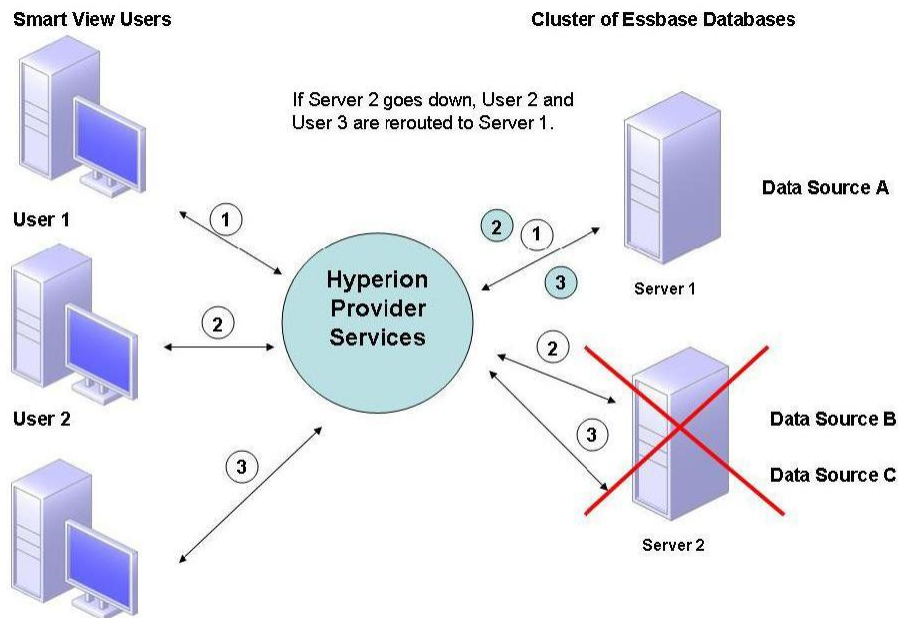 Smart View Users
Cluster of Essbase Databases
If Server 2 goes down, User 2 and
User 3 are rerouted to Server 1.
User 1
1
2
1
3
Data Source A
Server 1
Hyperion
Provider
Services
2
2
3
User 2
3
Data Source B
Data Source C
Server 2